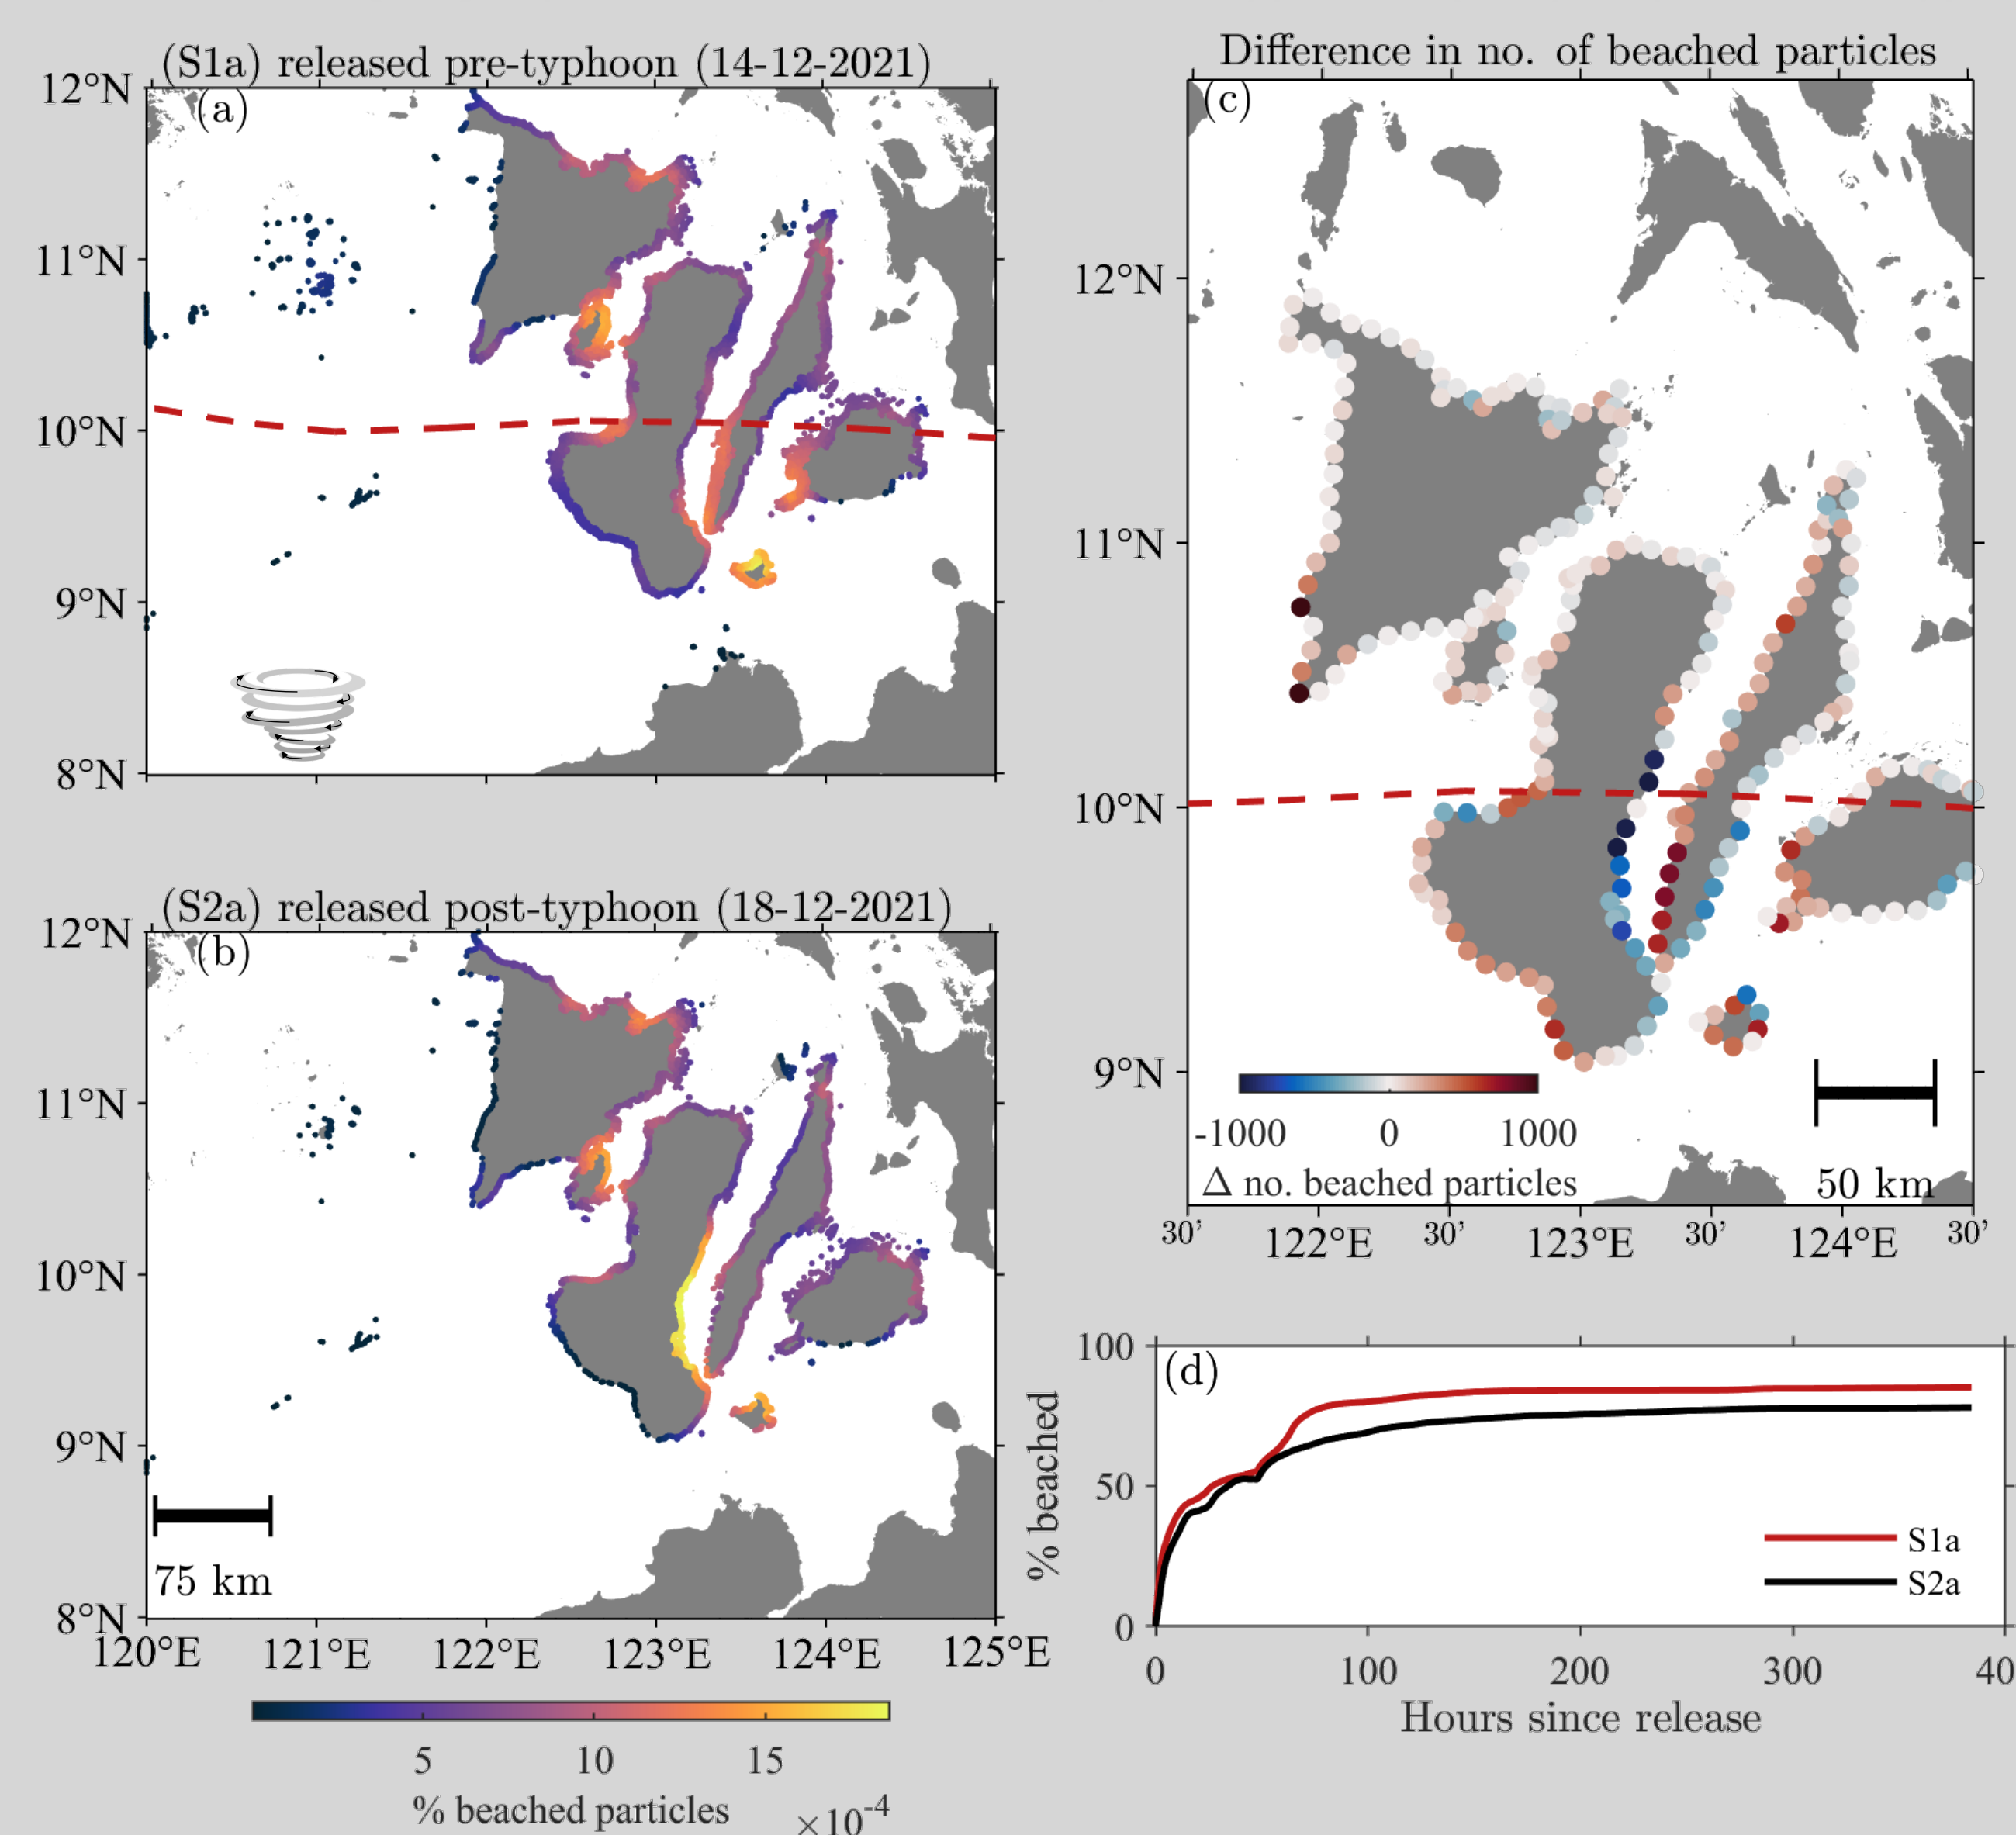 (S1a) released pre-typhoon (14-12-2021)
(a)
12°N
11°N
10°N
9°N
8°N
(S2a) released post-typhoon (18-12-2021)
(b)
12°N
11°N
10°N
9°N
8°N
75 km
120°E 121°E 122°E 123°E 124°E 125°E
5 10 15
% beached particles ×10-4
Difference in no. of beached particles
(c)
12°N
11°N
10°N
9°N
-1000 0 1000
Δ no. beached particles
50 km
30’ 122°E 30’ 123°E 30’ 124°E 30’
(d)
100
50
0
% beached
S1a
S2a
0 100 200 300 40
Hours since release